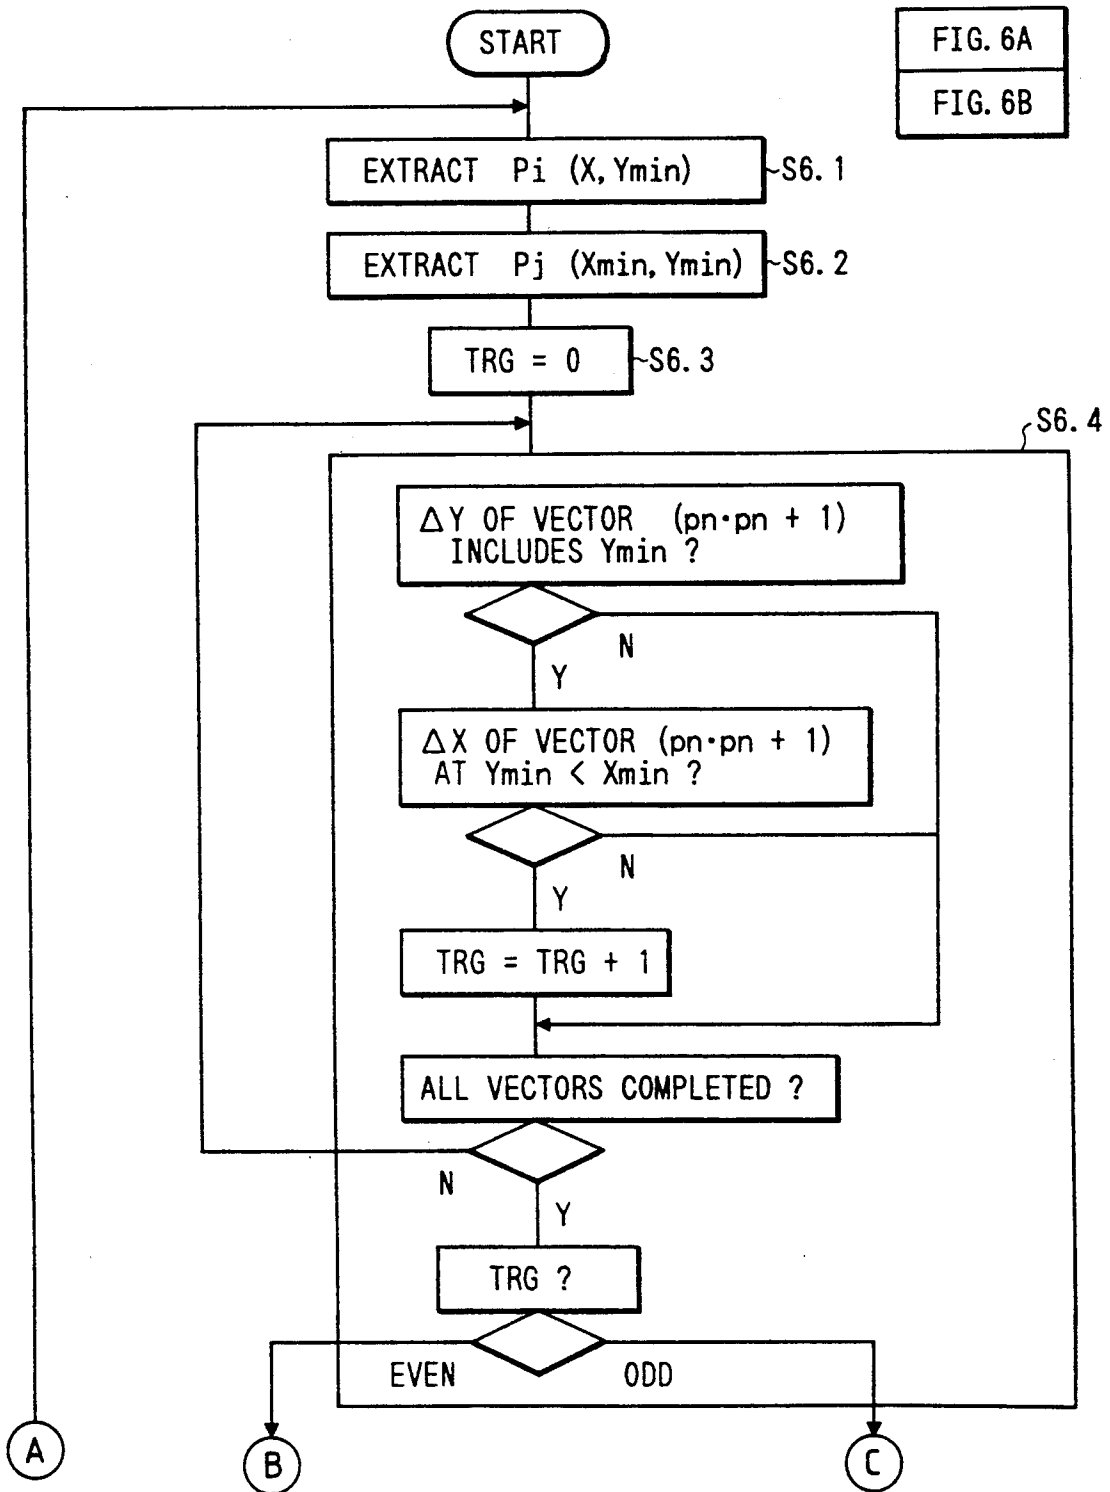 START
FIG. 6A
FIG. 6B
EXTRACT Pi (X, Ymin)
S6. 1
EXTRACT Pj (Xmin, Ymin)
S6. 2
TRG = 0
S6. 3
S6. 4
ΔY OF VECTOR (pn·pn + 1)
INCLUDES Ymin ?
N
Y
ΔX OF VECTOR (pn·pn + 1)
AT Ymin < Xmin ?
N
Y
TRG = TRG + 1
ALL VECTORS COMPLETED ?
N
Y
TRG ?
EVEN
ODD
A
B
C